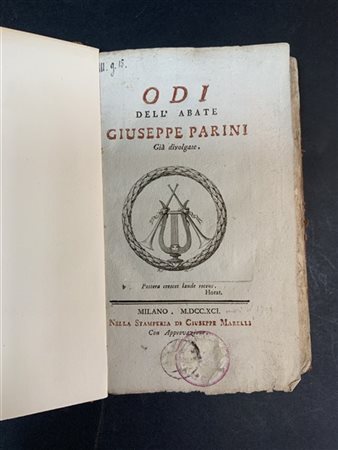 III. g. 15.
ODI
DELL' ABATE
GIUSEPPE PARINI
Già divolgate.
Postera crescet laude recens.
Horat.
MILANO. M.DCC.XCI.
NELLA STAMPERIA DI GIUSEPPE MARELLI
Con Approvazione.